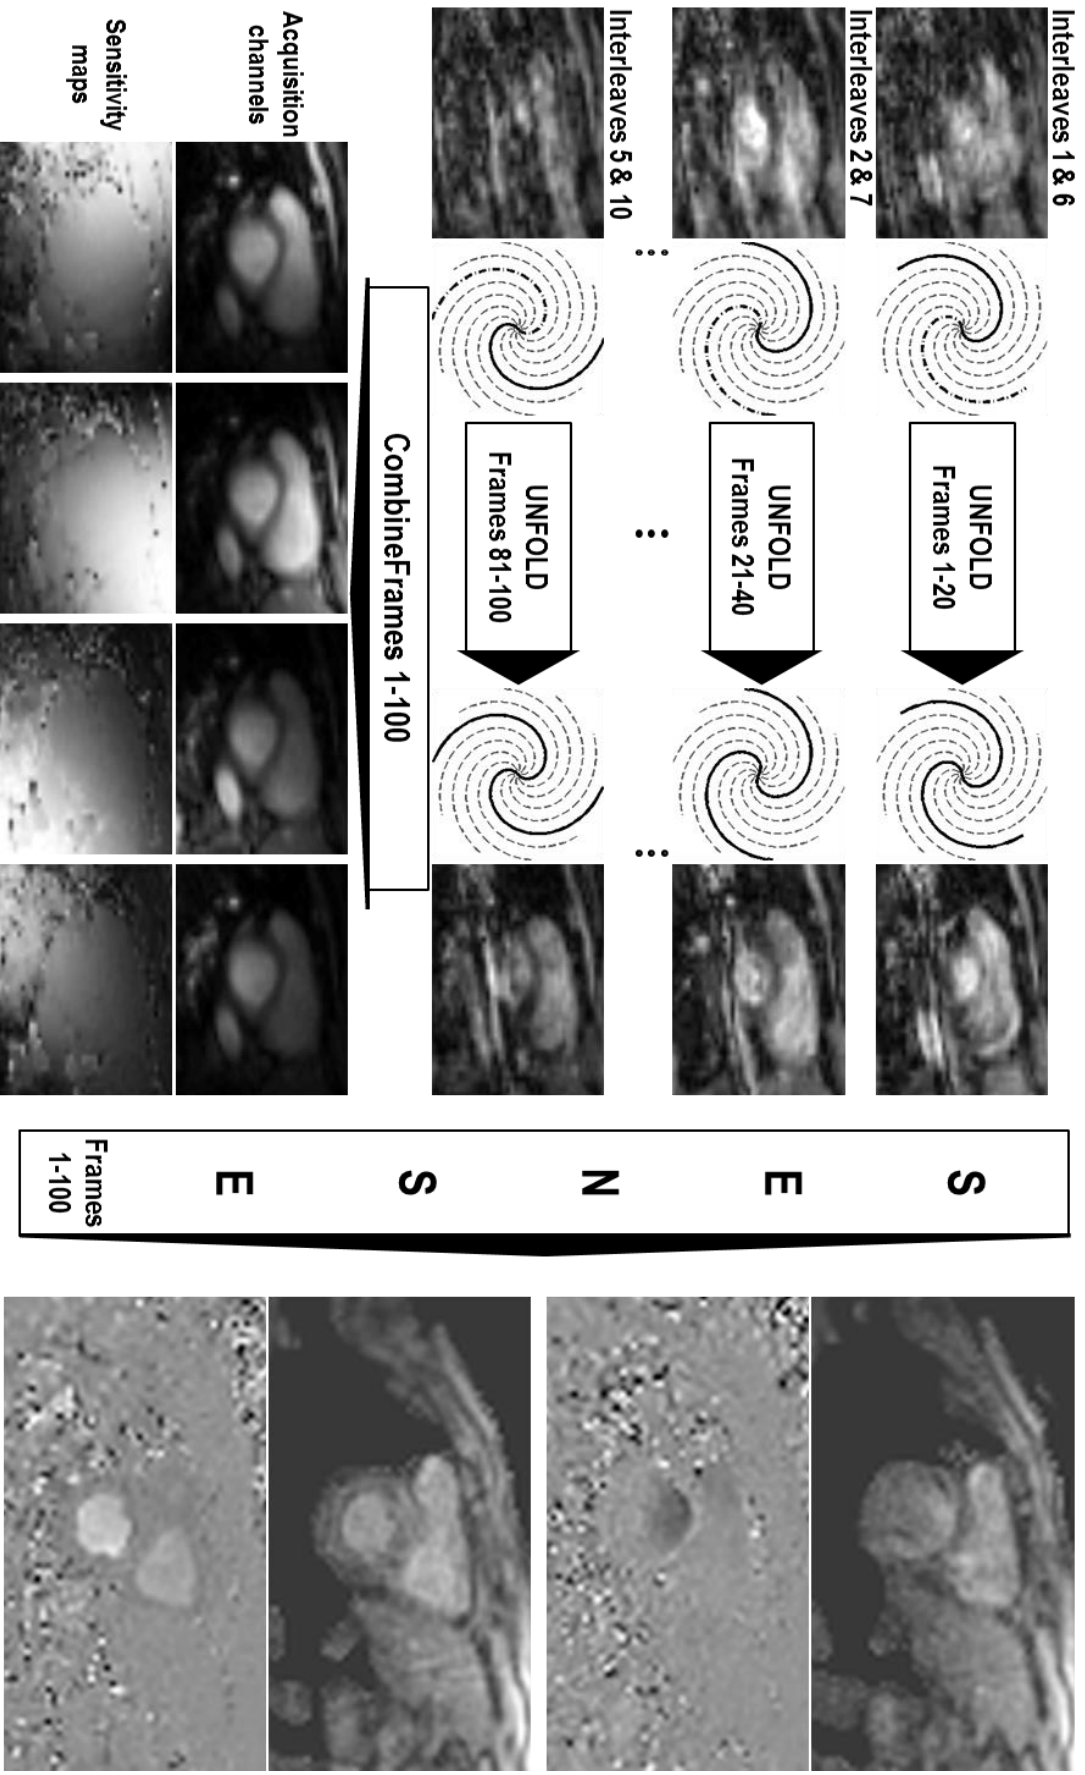 Interleaves 1 & 6
UNFOLD
Frames 1-20
Interleaves 2 & 7
UNFOLD
Frames 21-40
Interleaves 5 & 10
UNFOLD
Frames 81-100
CombineFrames 1-100
Acquisition
channels
Sensitivity
maps
S
E
N
S
E
Frames
1-100